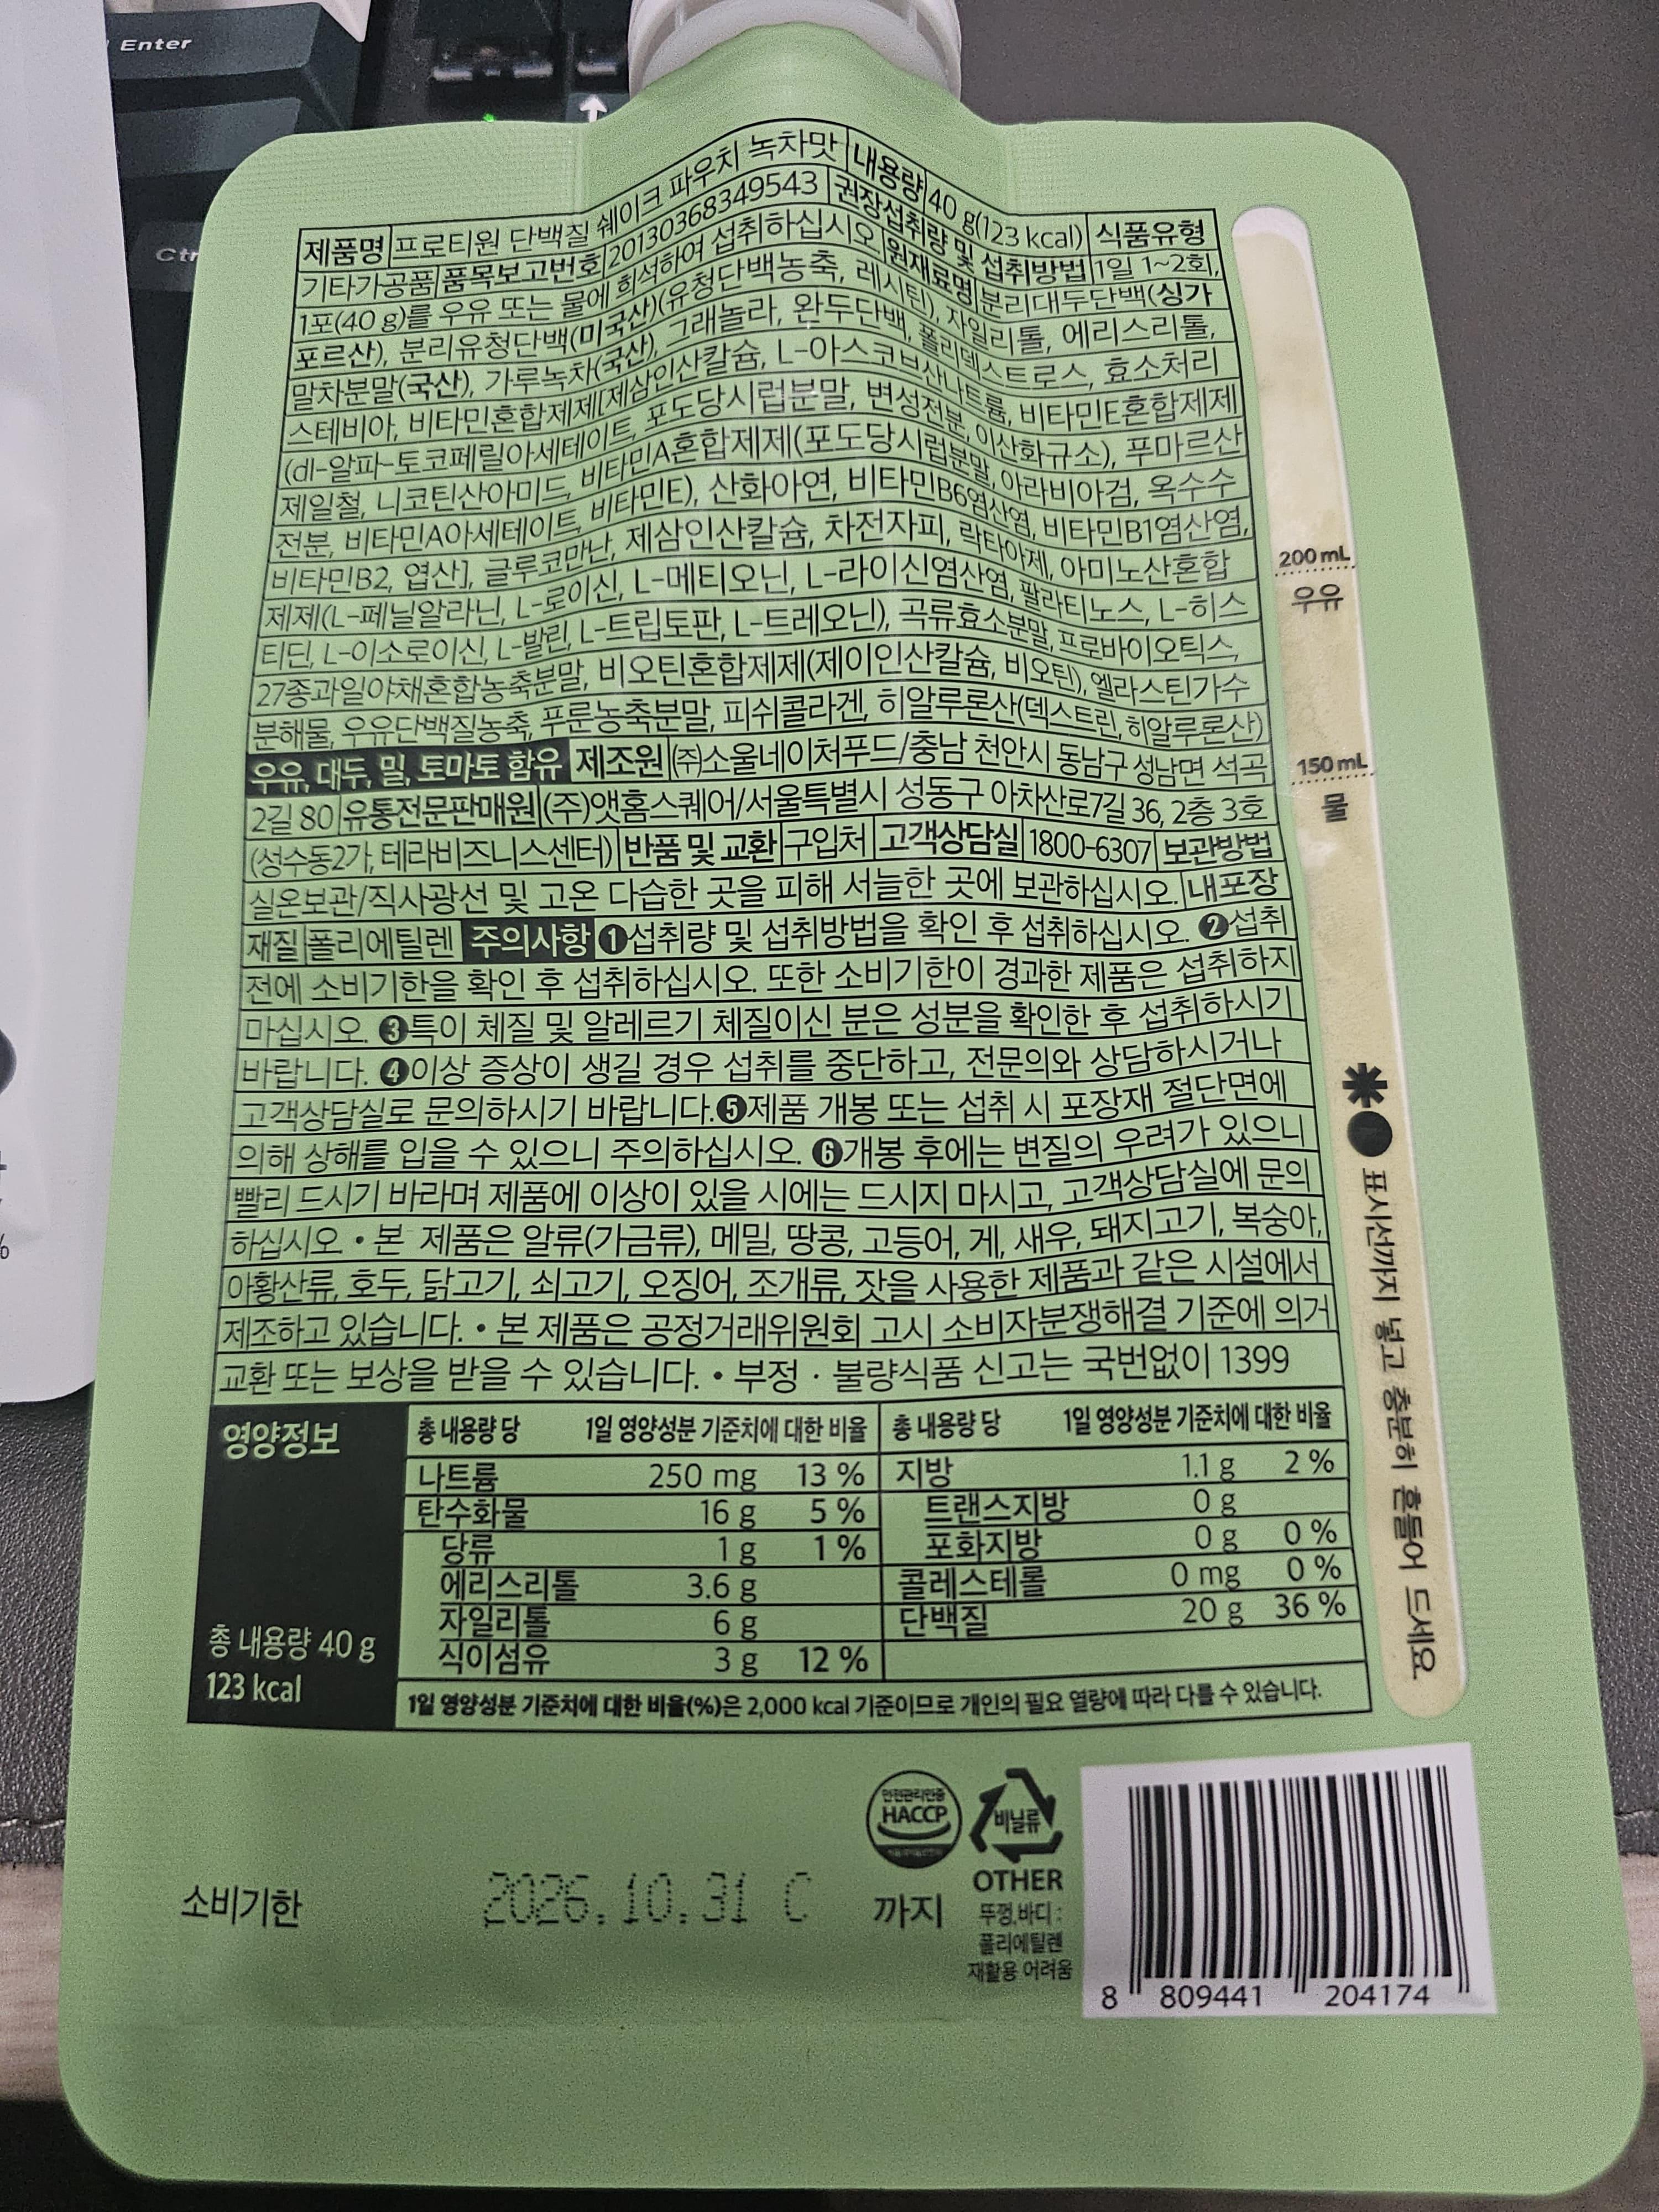 Enter
Ctr
제품명 프로티원 단백질 쉐이크 파우치 녹차맛 내용량 40 g(123 kcal) 식품유형
기타가공품 품목보고번호 20130368349543 권장섭취량 및 섭취방법 1일 1~2회,
1포(40 g)를 우유 또는 물에 희석하여 섭취하십시오 원재료명 분리대두단백(싱가
포르산), 분리유청단백(미국산)(유청단백농축, 레시틴), 자일리톨, 에리스리톨,
말차분말(국산), 가루녹차(국산), 그래놀라, 완두단백, 폴리덱스트로스, 효소처리
스테비아, 비타민혼합제제[제삼인산칼슘, L-아스코브산나트륨, 비타민E혼합제제
(dl-알파-토코페릴아세테이트, 포도당시럽분말, 변성전분, 이산화규소), 푸마르산
제일철, 니코틴산아미드, 비타민A혼합제제(포도당시럽분말, 아라비아검, 옥수수
전분, 비타민A아세테이트, 비타민E), 산화아연, 비타민B6염산염, 비타민B1염산염,
비타민B2, 엽산], 글루코만난, 제삼인산칼슘, 차전자피, 락타아제, 아미노산혼합
제제(L-페닐알라닌, L-로이신, L-메티오닌, L-라이신염산염, 팔라티노스, L-히스
티딘, L-이소로이신, L-발린, L-트립토판, L-트레오닌), 곡류효소분말, 프로바이오틱스,
27종과일야채혼합농축분말, 비오틴혼합제제(제이인산칼슘, 비오틴), 엘라스틴가수
분해물, 우유단백질농축, 푸룬농축분말, 피쉬콜라겐, 히알루론산(덱스트린, 히알루론산)
우유, 대두, 밀, 토마토 함유 제조원 (주)소울네이처푸드/충남 천안시 동남구 성남면 석곡
2길 80 유통전문판매원 (주)앳홈스퀘어/서울특별시 성동구 아차산로7길 36, 2층 3호
(성수동2가, 테라비즈니스센터) 반품 및 교환 구입처 고객상담실 1800-6307 보관방법
실온보관/직사광선 및 고온 다습한 곳을 피해 서늘한 곳에 보관하십시오. 내포장
재질 폴리에틸렌 주의사항 ❶섭취량 및 섭취방법을 확인 후 섭취하십시오. ❷섭취
전에 소비기한을 확인 후 섭취하십시오. 또한 소비기한이 경과한 제품은 섭취하지
마십시오. ❸특이 체질 및 알레르기 체질이신 분은 성분을 확인한 후 섭취하시기
바랍니다. ❹이상 증상이 생길 경우 섭취를 중단하고, 전문의와 상담하시거나
고객상담실로 문의하시기 바랍니다.❺제품 개봉 또는 섭취 시 포장재 절단면에
의해 상해를 입을 수 있으니 주의하십시오. ❻개봉 후에는 변질의 우려가 있으니
빨리 드시기 바라며 제품에 이상이 있을 시에는 드시지 마시고, 고객상담실에 문의
하십시오 • 본 제품은 알류(가금류), 메밀, 땅콩, 고등어, 게, 새우, 돼지고기, 복숭아,
아황산류, 호두, 닭고기, 쇠고기, 오징어, 조개류, 잣을 사용한 제품과 같은 시설에서
제조하고 있습니다. • 본 제품은 공정거래위원회 고시 소비자분쟁해결 기준에 의거
교환 또는 보상을 받을 수 있습니다. • 부정 · 불량식품 신고는 국번없이 1399
영양정보
총 내용량 40 g
123 kcal
총 내용량 당 1일 영양성분 기준치에 대한 비율 총 내용량 당 1일 영양성분 기준치에 대한 비율
나트륨 250 mg 13 % 지방 1.1 g 2 %
탄수화물 16 g 5 % 트랜스지방 0 g
당류 1 g 1 % 포화지방 0 g 0 %
에리스리톨 3.6 g 콜레스테롤 0 mg 0 %
자일리톨 6 g 단백질 20 g 36 %
식이섬유 3 g 12 %
1일 영양성분 기준치에 대한 비율(%)은 2,000 kcal 기준이므로 개인의 필요 열량에 따라 다를 수 있습니다.
200 mL
우유
150 mL
물
표시선까지 넣고 충분히 흔들어 드세요
안전관리인증
HACCP
비닐류
OTHER
뚜껑,바디 :
폴리에틸렌
재활용 어려움
소비기한 2026.10.31 C 까지
8 809441 204174
%